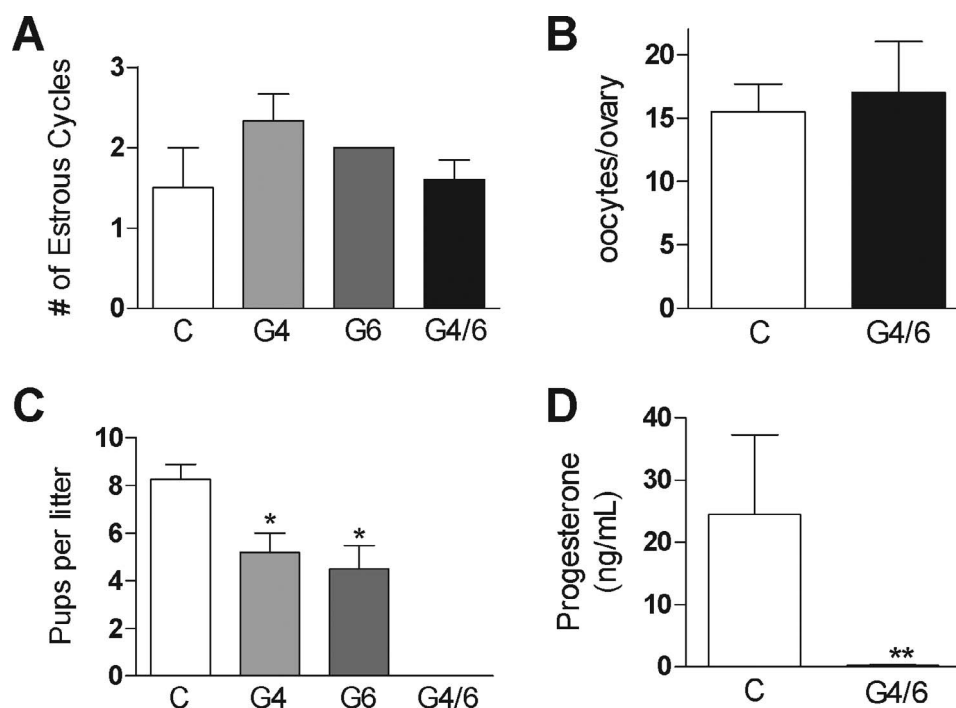 A
# of Estrous Cycles
3
2
1
0
C G4 G6 G4/6
B
oocytes/ovary
20
15
10
5
0
C G4/6
C
Pups per litter
10
8
6
4
2
0
* *
C G4 G6 G4/6
D
Progesterone
(ng/mL)
40
30
20
10
0
**
C G4/6